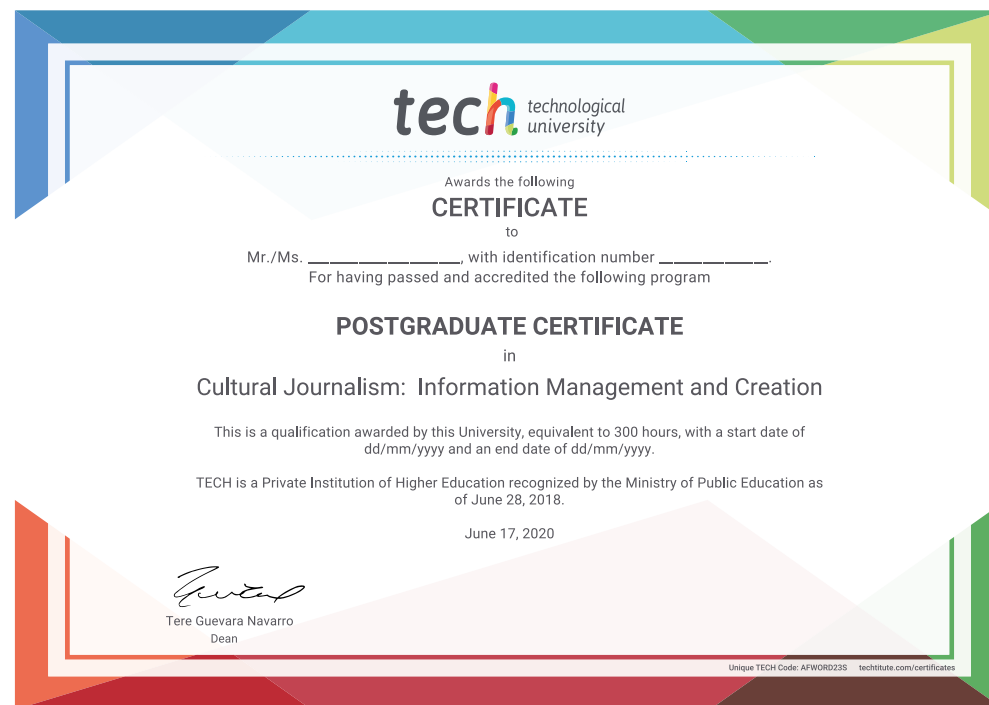 tech technological
university
Awards the following
CERTIFICATE
to
Mr./Ms. ____________________, with identification number ______________.
For having passed and accredited the following program
POSTGRADUATE CERTIFICATE
in
Cultural Journalism: Information Management and Creation
This is a qualification awarded by this University, equivalent to 300 hours, with a start date of
dd/mm/yyyy and an end date of dd/mm/yyyy.
TECH is a Private Institution of Higher Education recognized by the Ministry of Public Education as
of June 28, 2018.
June 17, 2020
Tere Guevara Navarro
Dean
Unique TECH Code: AFWORD23S techtitute.com/certificates